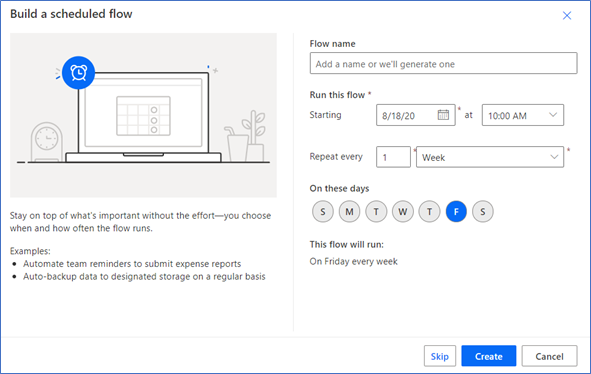 Build a scheduled flow
Flow name
Add a name or we'll generate one
Run this flow *
Starting 8/18/20 * at 10:00 AM
Repeat every 1 * Week *
On these days
S M T W T F S
This flow will run:
On Friday every week
Stay on top of what's important without the effort—you choose
when and how often the flow runs.
Examples:
• Automate team reminders to submit expense reports
• Auto-backup data to designated storage on a regular basis
Skip Create Cancel